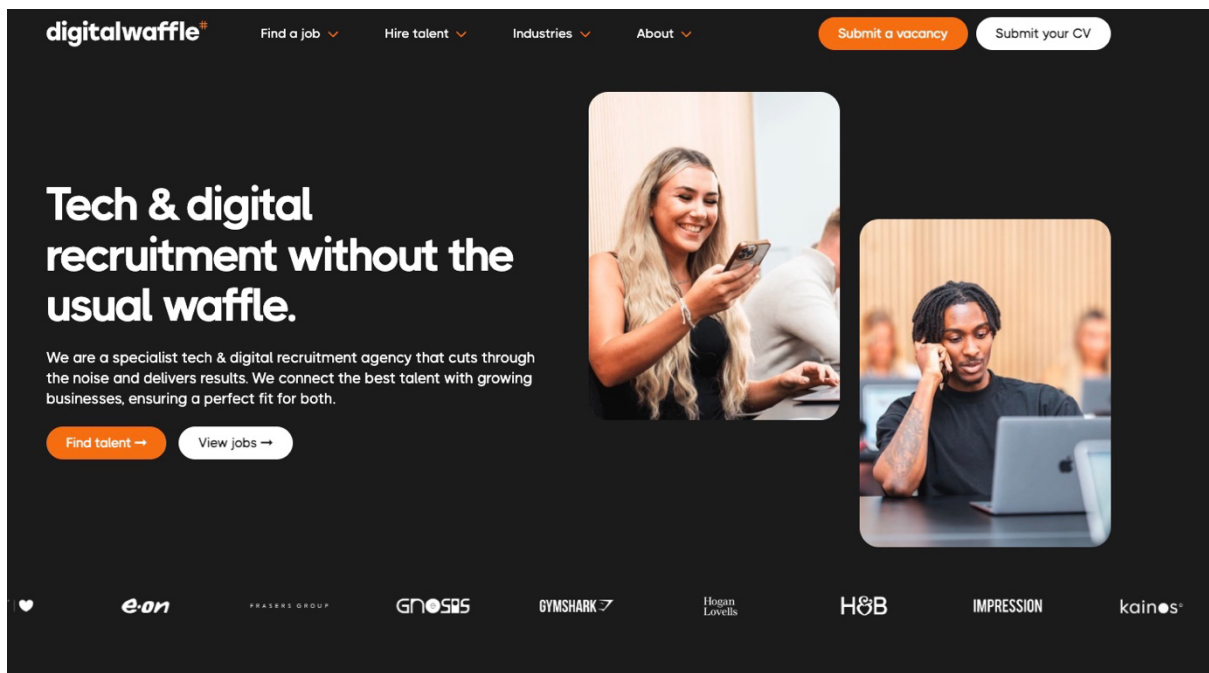 digitalwaffle#
Find a job
Hire talent
Industries
About
Submit a vacancy
Submit your CV
Tech & digital
recruitment without the
usual waffle.
We are a specialist tech & digital recruitment agency that cuts through
the noise and delivers results. We connect the best talent with growing
businesses, ensuring a perfect fit for both.
Find talent →
View jobs →
e·on
FRASERS GROUP
GNOSIS
GYMSHARK
Hogan
Lovells
H&B
IMPRESSION
kainos